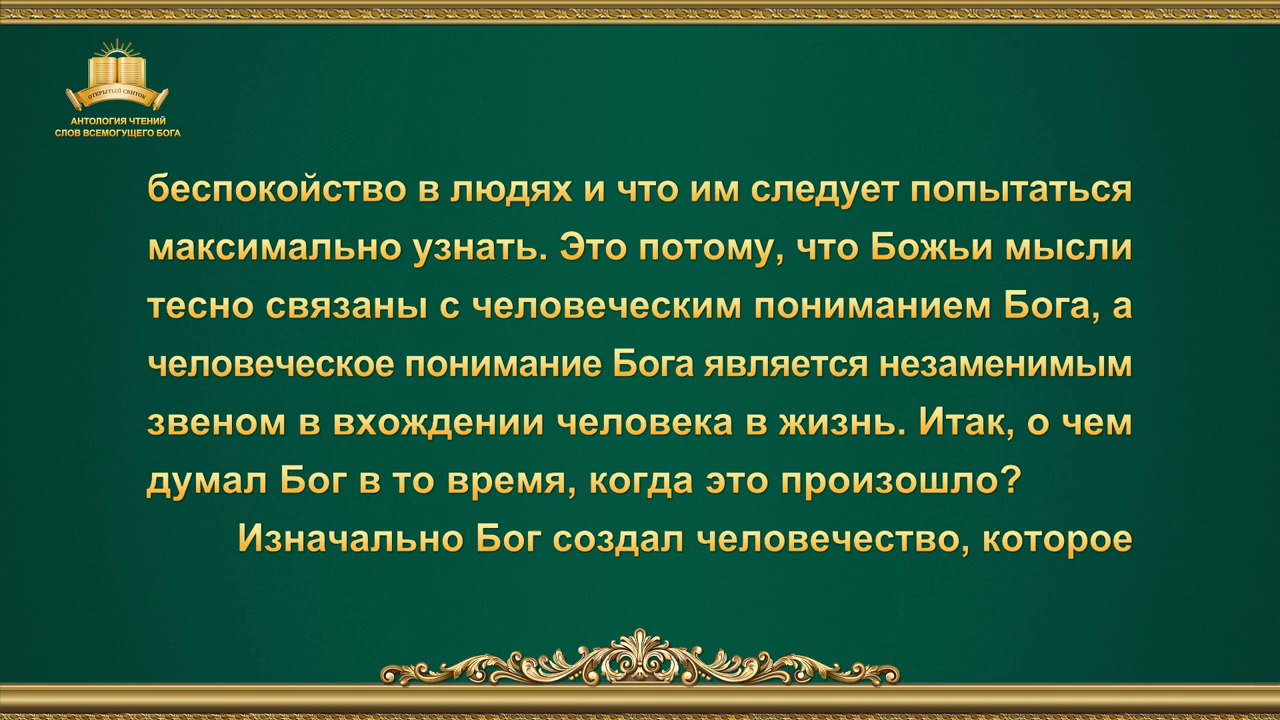 ОТКРЫТЫЙ СВИТОК
АНТОЛОГИЯ ЧТЕНИЙ
СЛОВ ВСЕМОГУЩЕГО БОГА
беспокойство в людях и что им следует попытаться
максимально узнать. Это потому, что Божьи мысли
тесно связаны с человеческим пониманием Бога, а
человеческое понимание Бога является незаменимым
звеном в вхождении человека в жизнь. Итак, о чем
думал Бог в то время, когда это произошло?
Изначально Бог создал человечество, которое